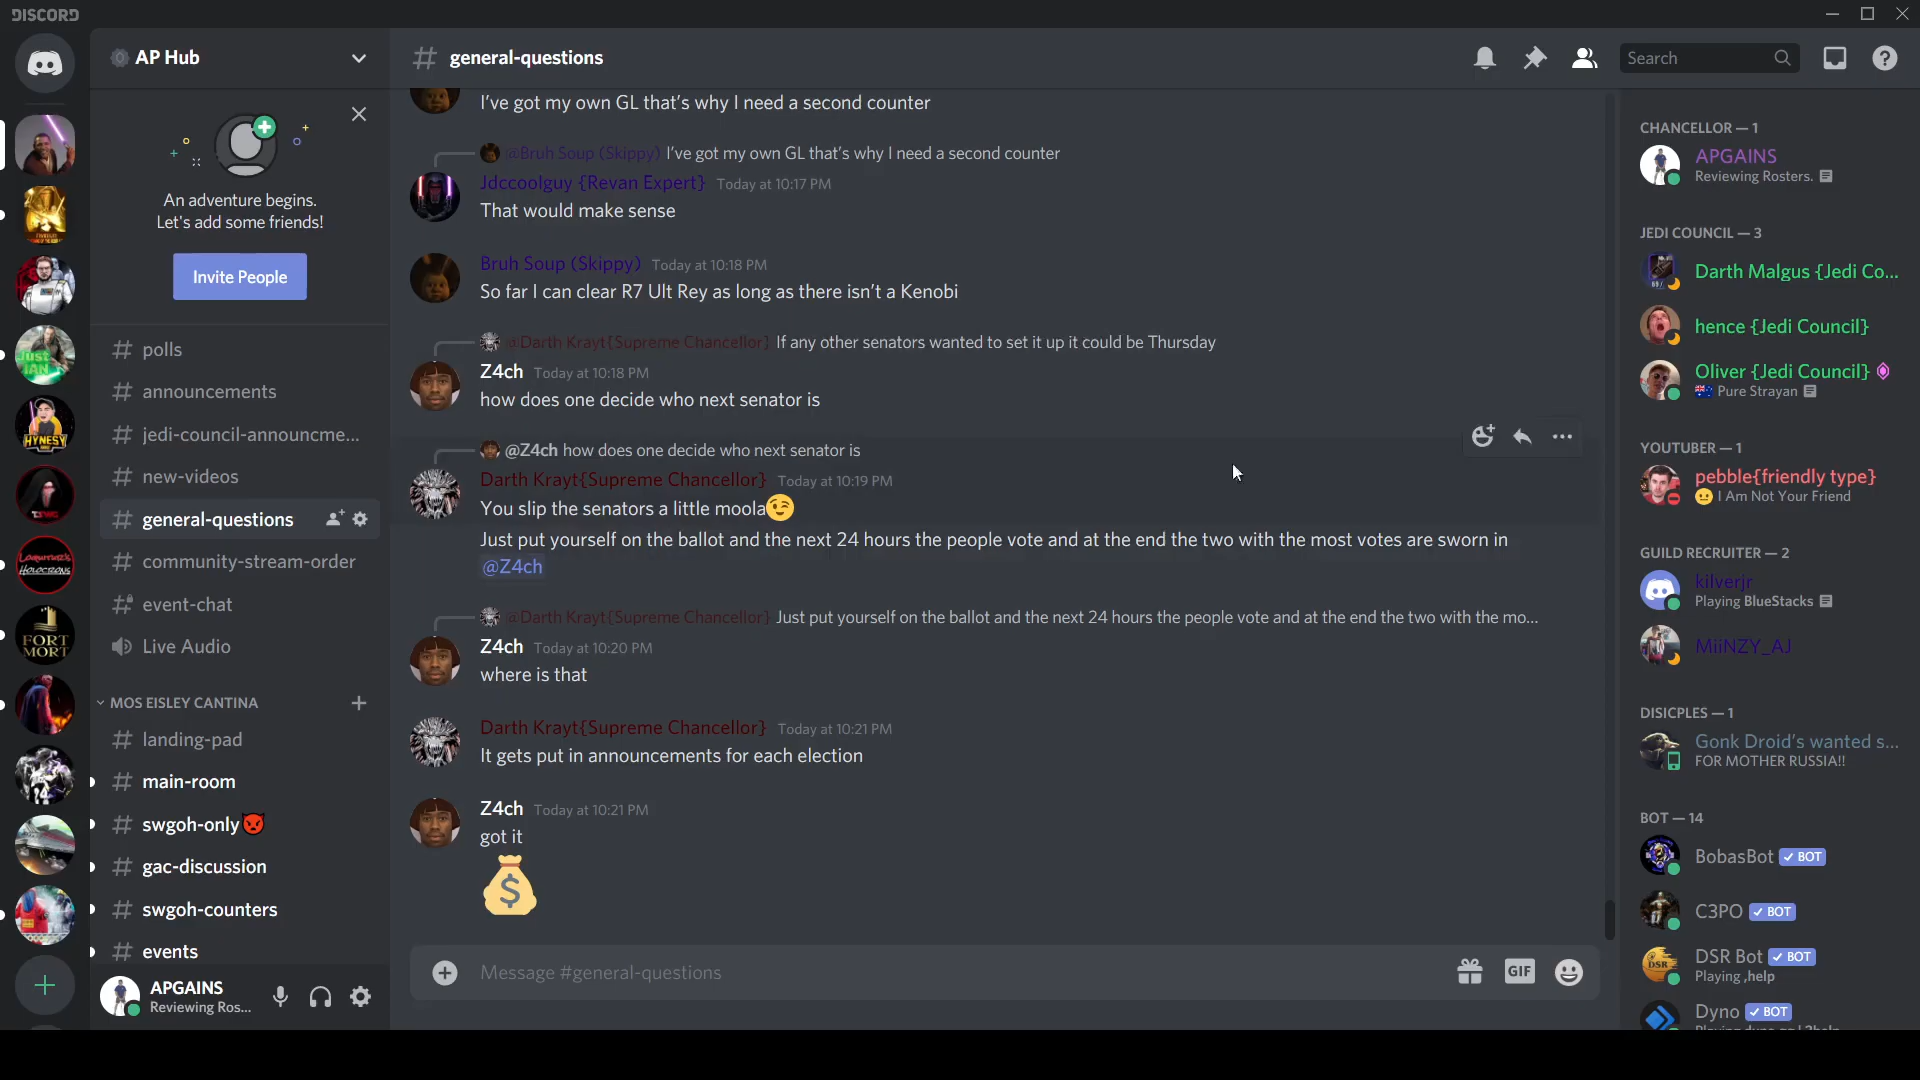 DISCORD
AP Hub
general-questions
Search
An adventure begins.
Let's add some friends!
Invite People
polls
announcements
jedi-council-announcme...
new-videos
general-questions
community-stream-order
event-chat
Live Audio
MOS EISLEY CANTINA
landing-pad
main-room
swgoh-only😡
gac-discussion
swgoh-counters
events
APGAINS
Reviewing Ros...
HYNESY
FORT
MORT
I've got my own GL that's why I need a second counter
@Bruh Soup (Skippy) I've got my own GL that's why I need a second counter
Jdccoolguy {Revan Expert} Today at 10:17 PM
That would make sense
Bruh Soup (Skippy) Today at 10:18 PM
So far I can clear R7 Ult Rey as long as there isn't a Kenobi
@Darth Krayt{Supreme Chancellor} If any other senators wanted to set it up it could be Thursday
Z4ch Today at 10:18 PM
how does one decide who next senator is
@Z4ch how does one decide who next senator is
Darth Krayt{Supreme Chancellor} Today at 10:19 PM
You slip the senators a little moola😉
Just put yourself on the ballot and the next 24 hours the people vote and at the end the two with the most votes are sworn in
@Z4ch
@Darth Krayt{Supreme Chancellor} Just put yourself on the ballot and the next 24 hours the people vote and at the end the two with the mo...
Z4ch Today at 10:20 PM
where is that
Darth Krayt{Supreme Chancellor} Today at 10:21 PM
It gets put in announcements for each election
Z4ch Today at 10:21 PM
got it
💰
Message #general-questions
GIF
CHANCELLOR — 1
APGAINS
Reviewing Rosters.
JEDI COUNCIL — 3
Darth Malgus {Jedi Co...
hence {Jedi Council}
Oliver {Jedi Council}
🇦🇺 Pure Strayan
YOUTUBER — 1
pebble{friendly type}
😐 I Am Not Your Friend
GUILD RECRUITER — 2
kilverjr
Playing BlueStacks
MiiNZY_AJ
DISICPLES — 1
Gonk Droid's wanted s...
FOR MOTHER RUSSIA!!
BOT — 14
BobasBot ✓ BOT
C3PO ✓ BOT
DSR Bot ✓ BOT
Playing ,help
Dyno ✓ BOT